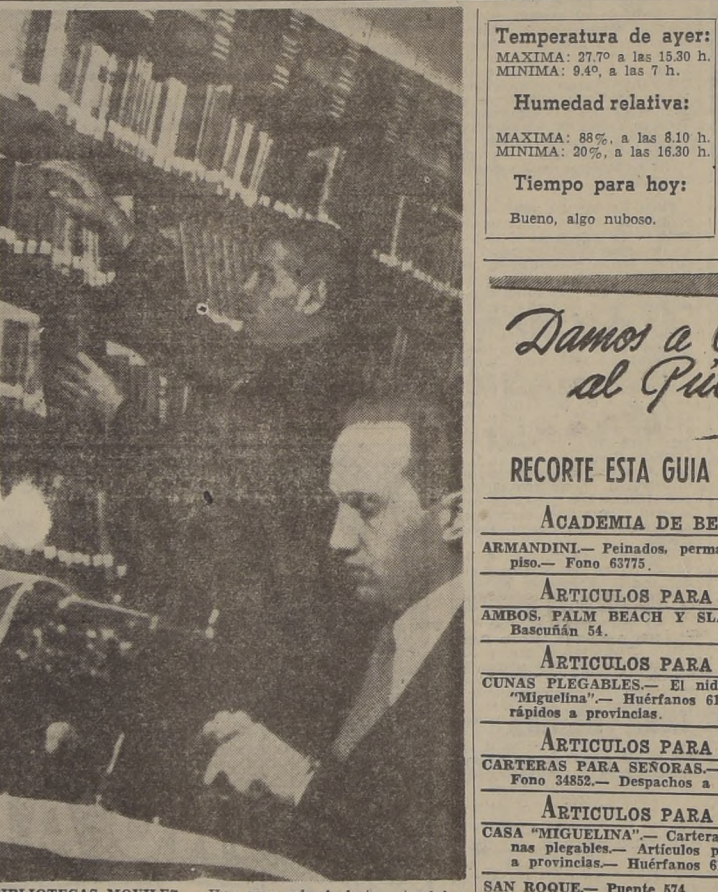 Temperatura de ayer:
MAXIMA: 27.7º a las 15.30 h.
MINIMA: 9.4º, a las 7 h.
Humedad relativa:
MAXIMA: 88%, a las 8.10 h.
MINIMA: 20%, a las 16.30 h.
Tiempo para hoy:
Bueno, algo nuboso.
Damos a
al
RECORTE ESTA GUIA
ACADEMIA DE BE
ARMANDINI.— Peinados, perma
piso.— Fono 63775.
ARTICULOS PARA
AMBOS, PALM BEACH Y SL
Bascuñán 54.
ARTICULOS PARA
CUNAS PLEGABLES.— El nid
"Miguelina".— Huérfanos 61
rápidos a provincias.
ARTICULOS PARA
CARTERAS PARA SEÑORAS.—
Fono 34852.— Despachos a
ARTICULOS PARA
CASA "MIGUELINA".— Cartera
nas plegables.— Artículos p
a provincias.— Huérfanos 6
SAN ROQUE.— Puente 574.